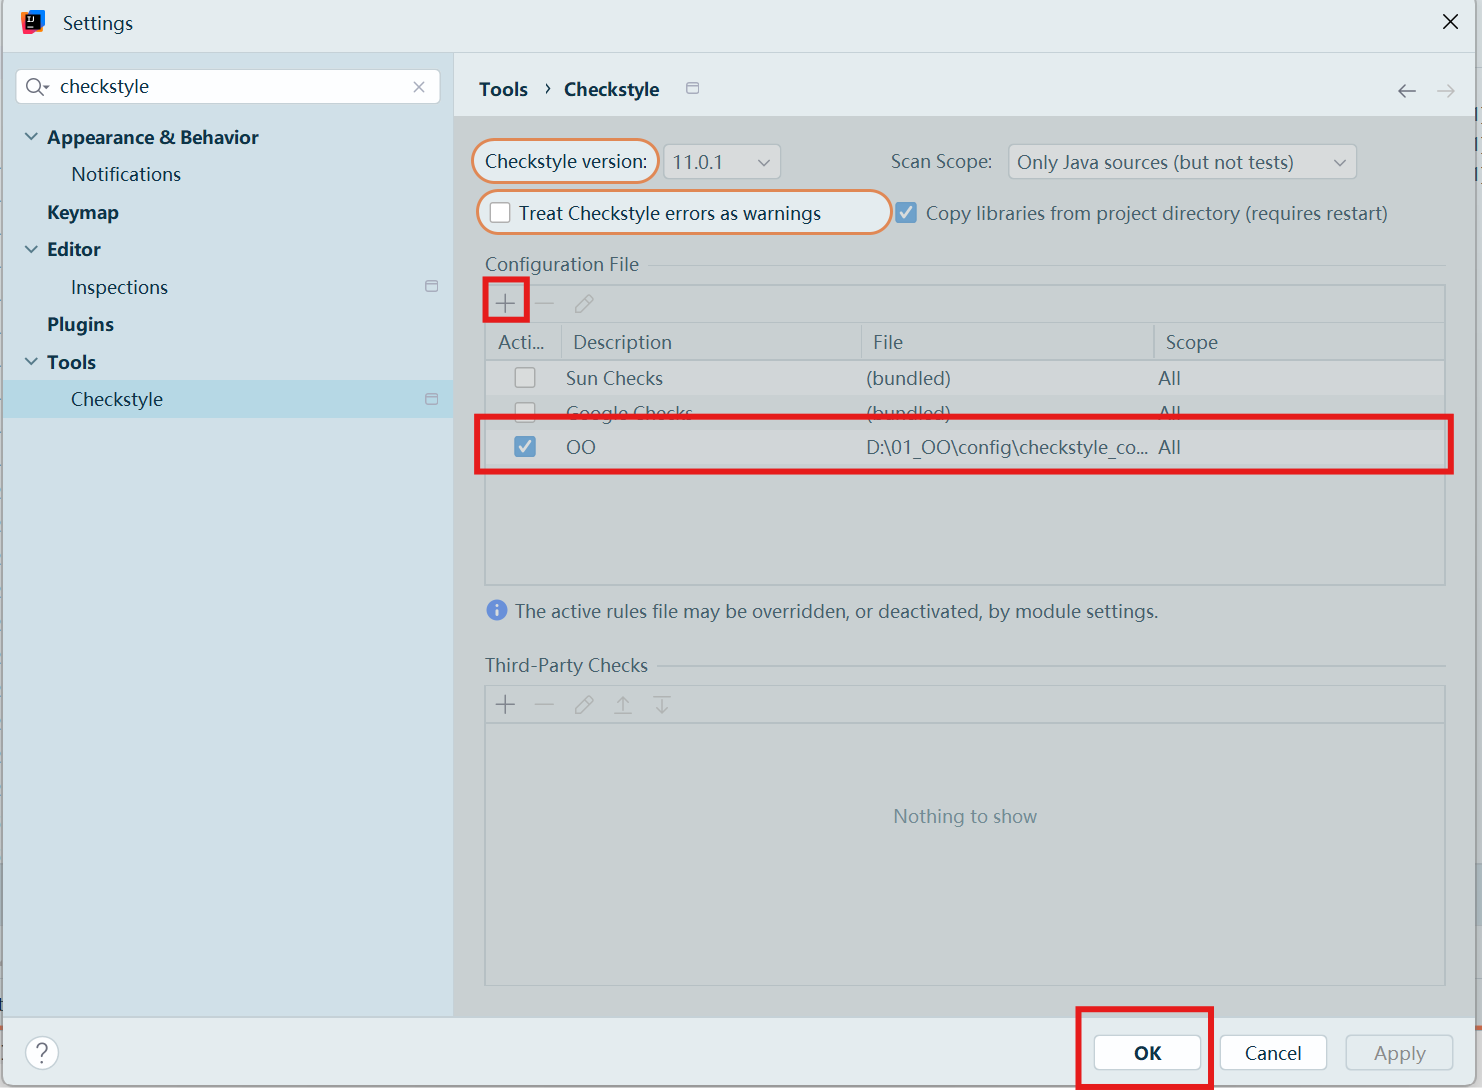 Settings
checkstyle
Appearance & Behavior
Notifications
Keymap
Editor
Inspections
Plugins
Tools
Checkstyle
Tools › Checkstyle
Checkstyle version: 11.0.1 Scan Scope: Only Java sources (but not tests)
Treat Checkstyle errors as warnings Copy libraries from project directory (requires restart)
Configuration File
Acti... Description File Scope
Sun Checks (bundled) All
Google Checks (bundled) All
OO D:\01_OO\config\checkstyle_co... All
The active rules file may be overridden, or deactivated, by module settings.
Third-Party Checks
Nothing to show
? OK Cancel Apply